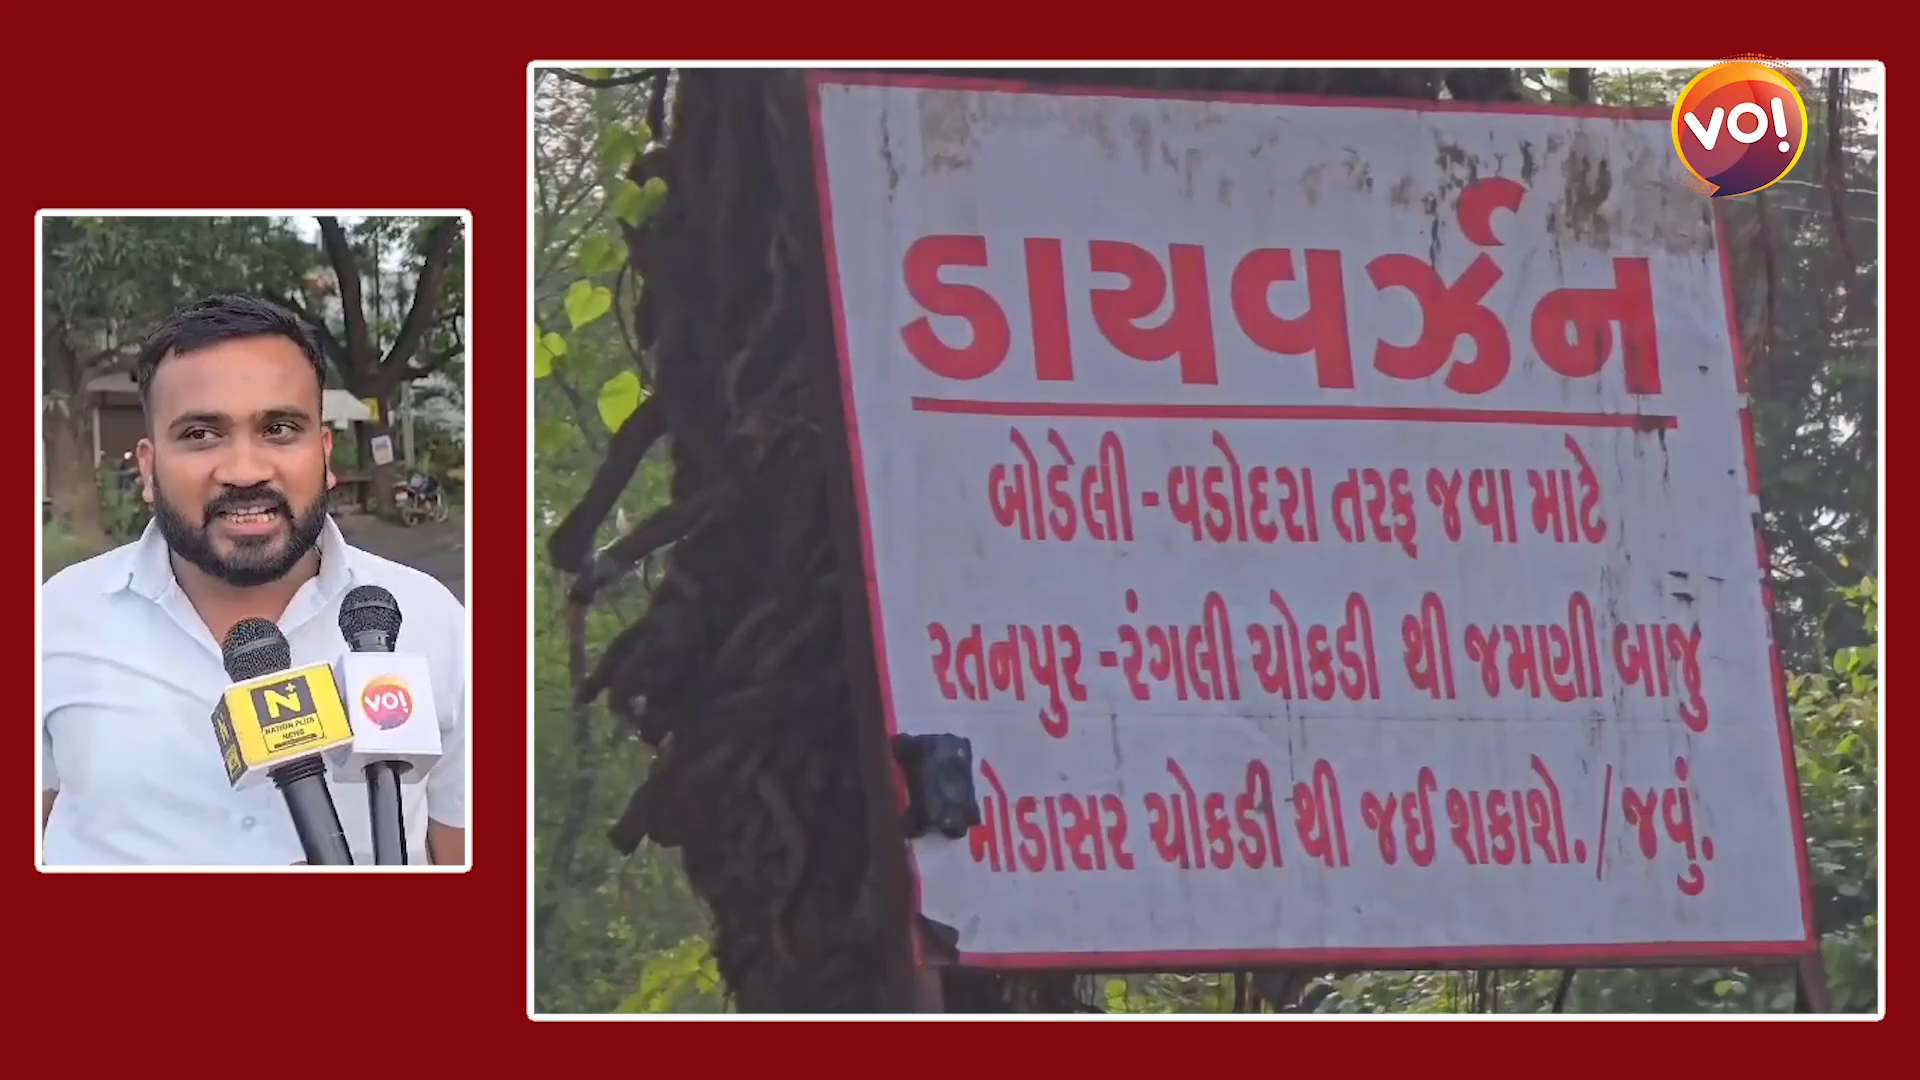 VO!
ડાયવર્ઝન
બોડેલી - વડોદરા તરફ જવા માટે
રતનપુર - રંગલી ચોકડી થી જમણી બાજુ
મોડાસર ચોકડી થી જઈ શકાશે. / જવું.
N+
NATION PLUS
NEWS
VO!